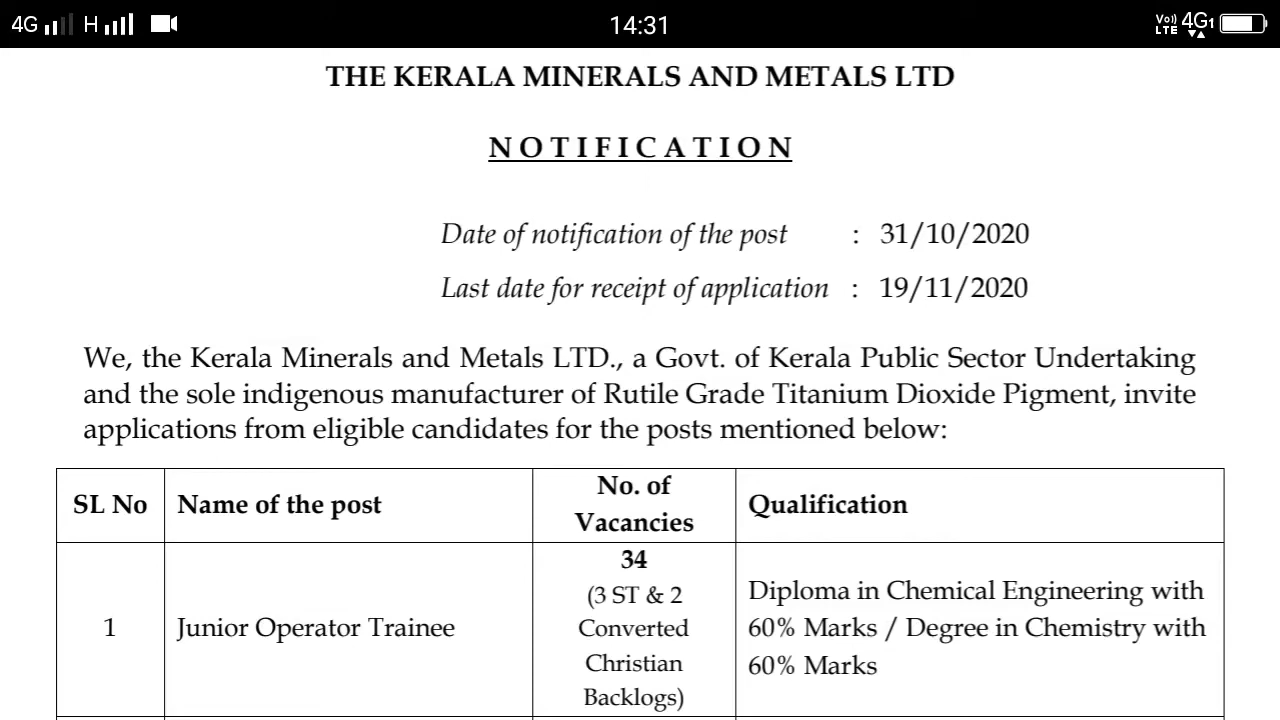 4G H 14:31 Vo)) LTE 4G1
THE KERALA MINERALS AND METALS LTD
NOTIFICATION
Date of notification of the post : 31/10/2020
Last date for receipt of application : 19/11/2020
We, the Kerala Minerals and Metals LTD., a Govt. of Kerala Public Sector Undertaking
and the sole indigenous manufacturer of Rutile Grade Titanium Dioxide Pigment, invite
applications from eligible candidates for the posts mentioned below:
SL No Name of the post No. of Vacancies Qualification
1 Junior Operator Trainee
34
(3 ST & 2
Converted
Christian
Backlogs)
Diploma in Chemical Engineering with
60% Marks / Degree in Chemistry with
60% Marks